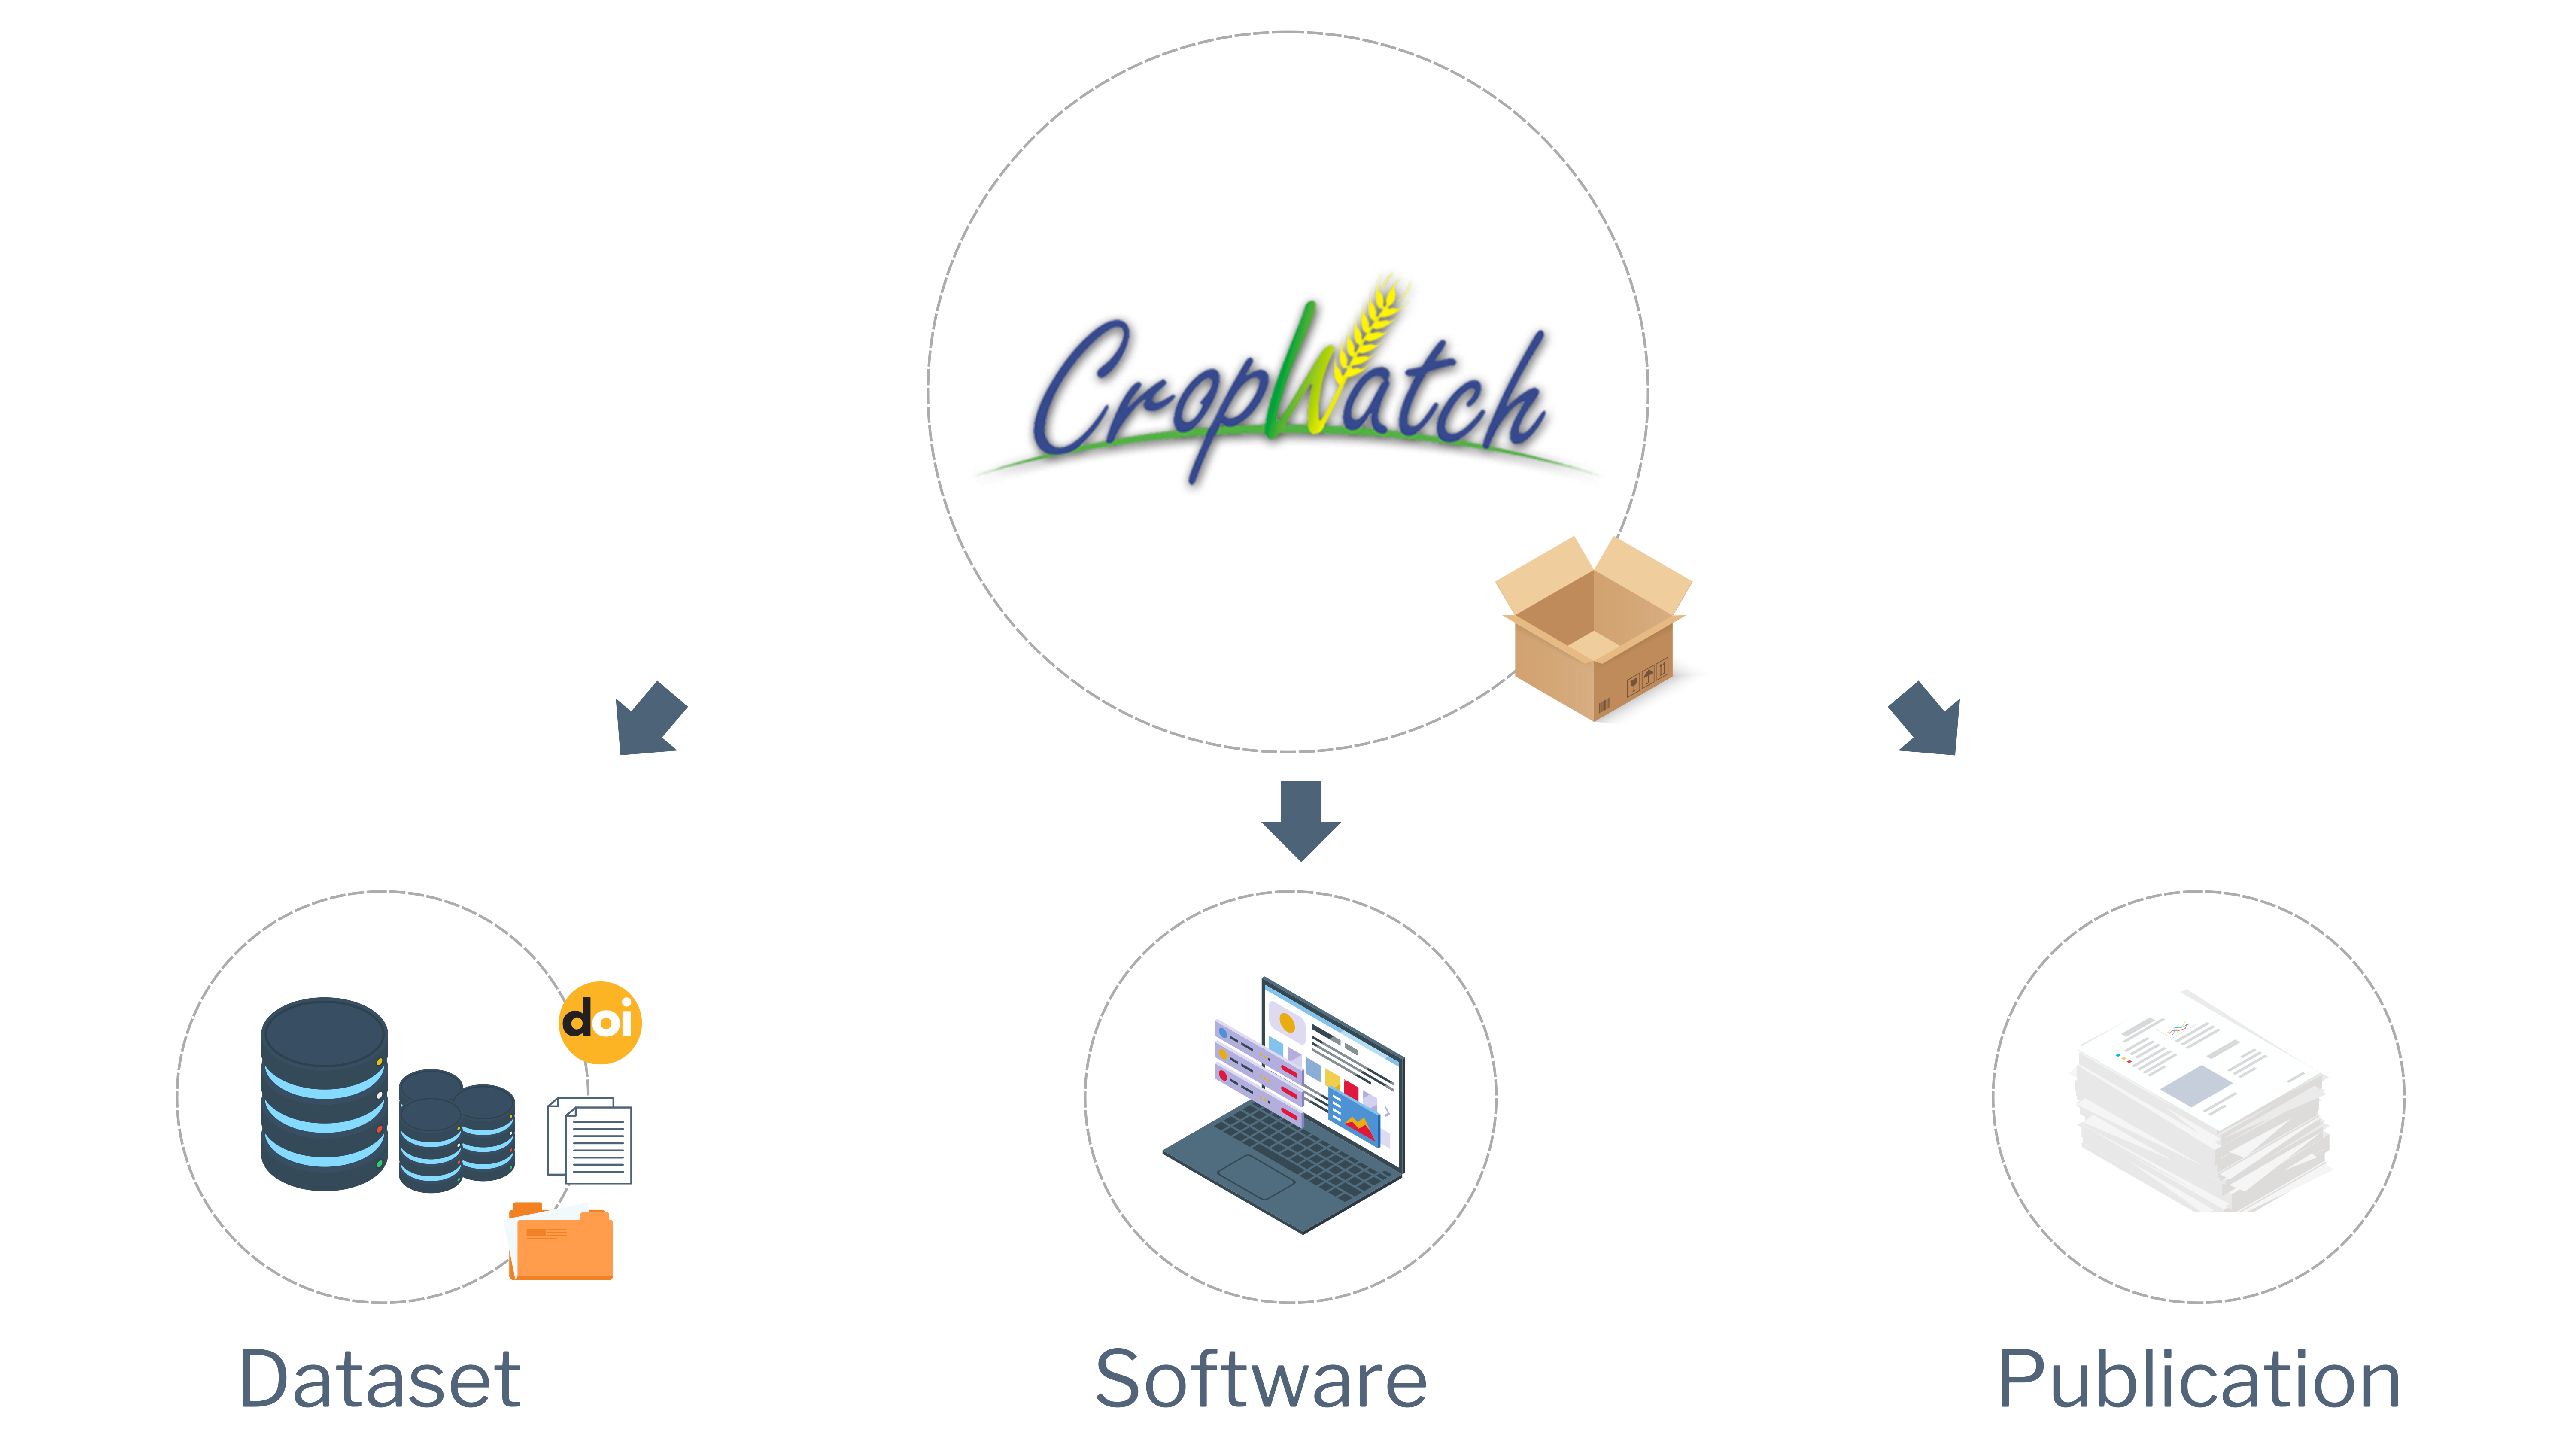 CropWatch
doi
Dataset
Software
Publication